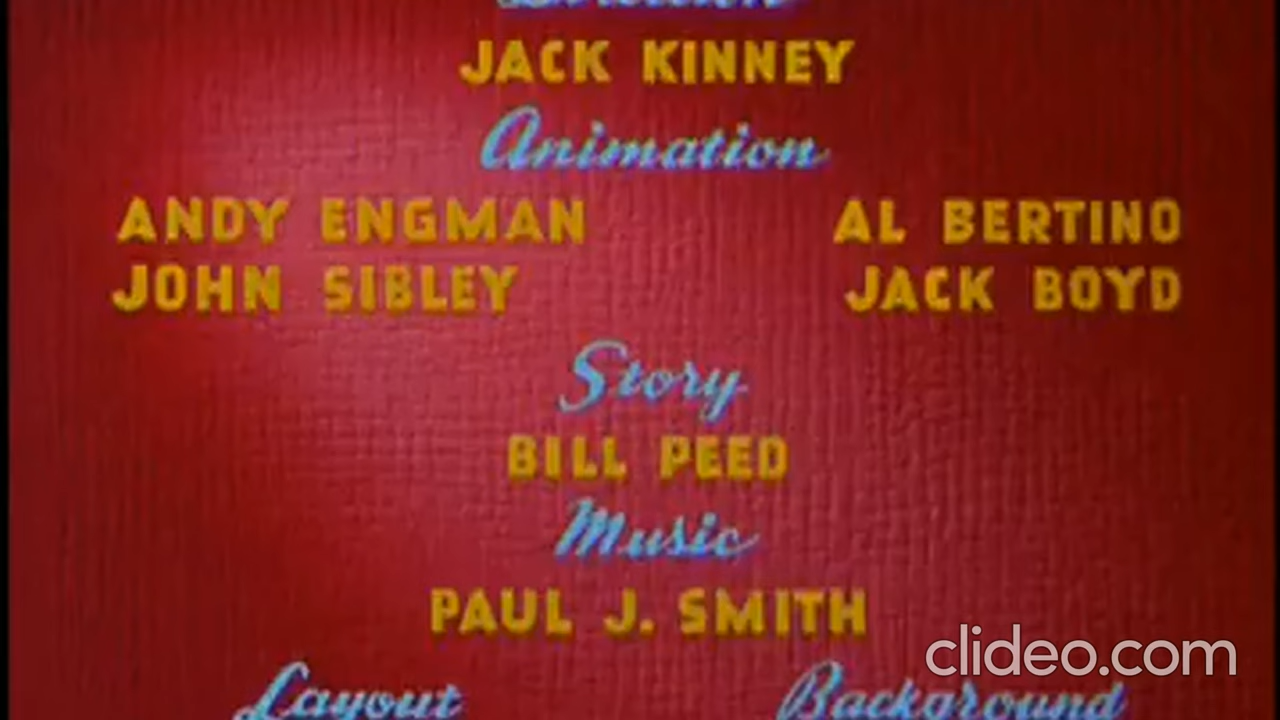 Direction
JACK KINNEY
Animation
ANDY ENGMAN AL BERTINO
JOHN SIBLEY JACK BOYD
Story
BILL PEED
Music
PAUL J. SMITH
clideo.com
Layout Background